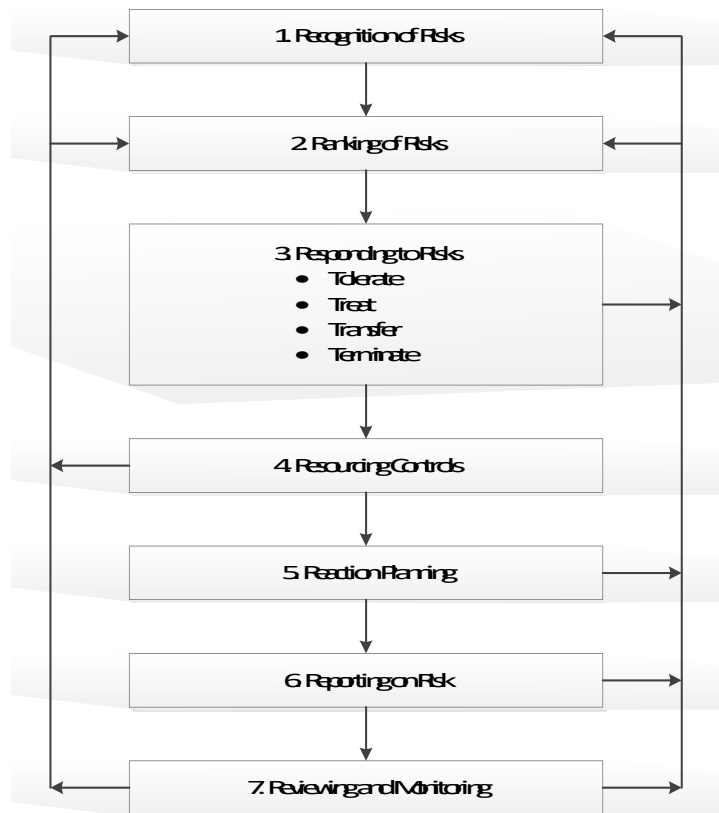 1. Recognition of Risks
2. Ranking of Risks
3. Responding to Risks
• Tolerate
• Treat
• Transfer
• Terminate
4. Resourcing Controls
5. Reaction Planning
6. Reporting on Risk
7. Reviewing and Monitoring